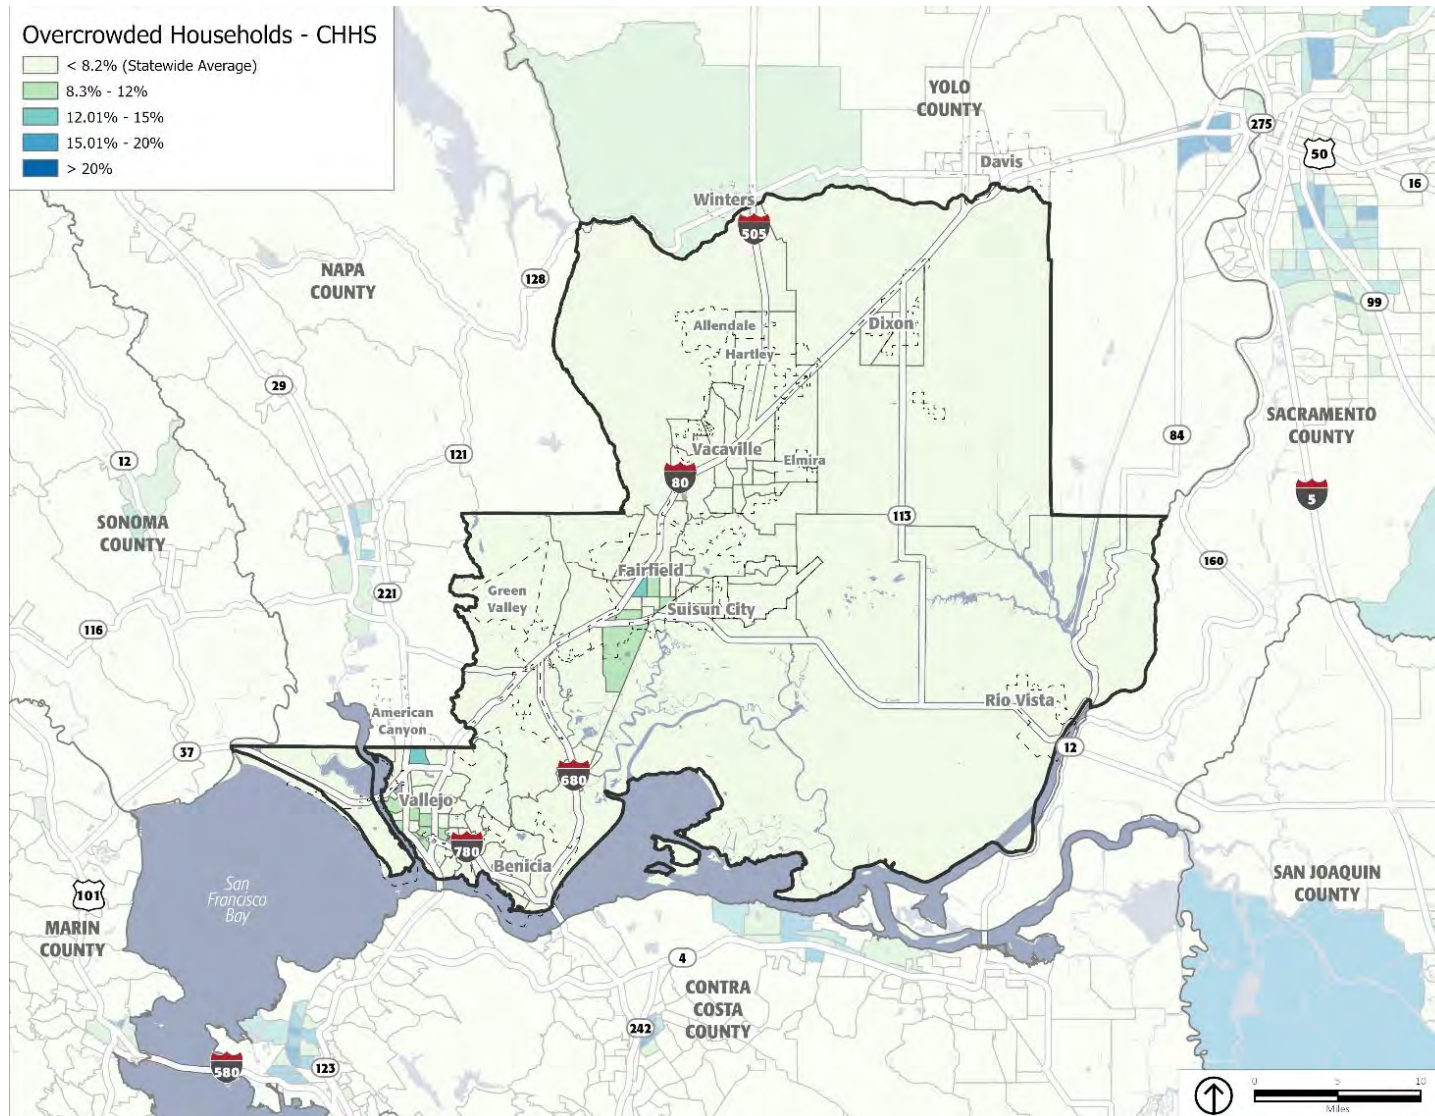 Overcrowded Households - CHHS
< 8.2% (Statewide Average)
8.3% - 12%
12.01% - 15%
15.01% - 20%
> 20%
YOLO
COUNTY
Davis
275
50
16
Winters
505
NAPA
COUNTY
128
99
Allendale
Dixon
Hartley
29
SACRAMENTO
COUNTY
84
12
121
Vacaville
Elmira
80
5
SONOMA
COUNTY
113
160
Fairfield
Green
Valley
221
Suisun City
116
Rio Vista
American
Canyon
37
12
680
Vallejo
780
Benicia
San
Francisco
Bay
101
MARIN
COUNTY
SAN JOAQUIN
COUNTY
4
CONTRA
COSTA
COUNTY
242
580
123
0 5 10
Miles